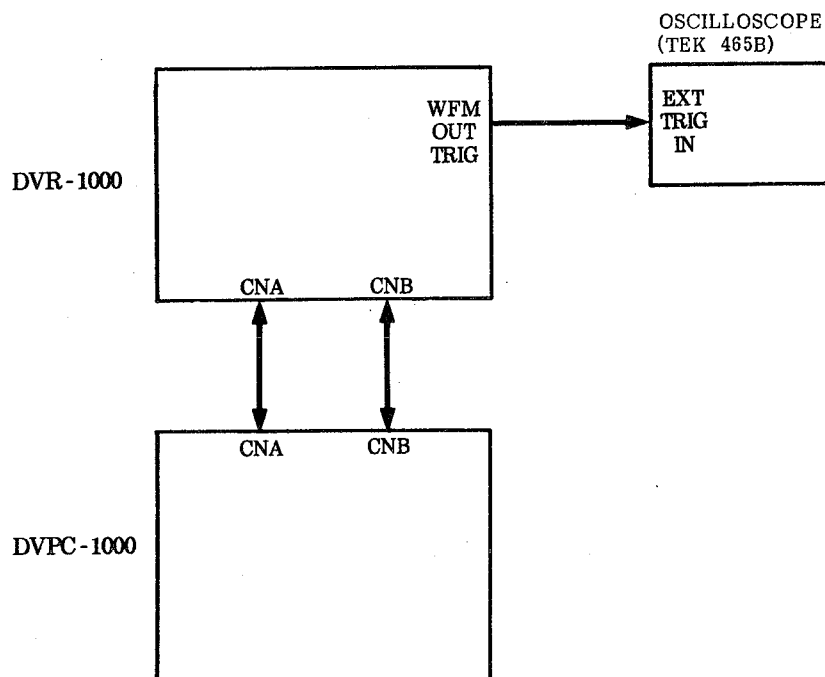 OSCILLOSCOPE
(TEK 465B)
WFM
OUT
TRIG
EXT
TRIG
IN
DVR-1000
CNA CNB
CNA CNB
DVPC-1000